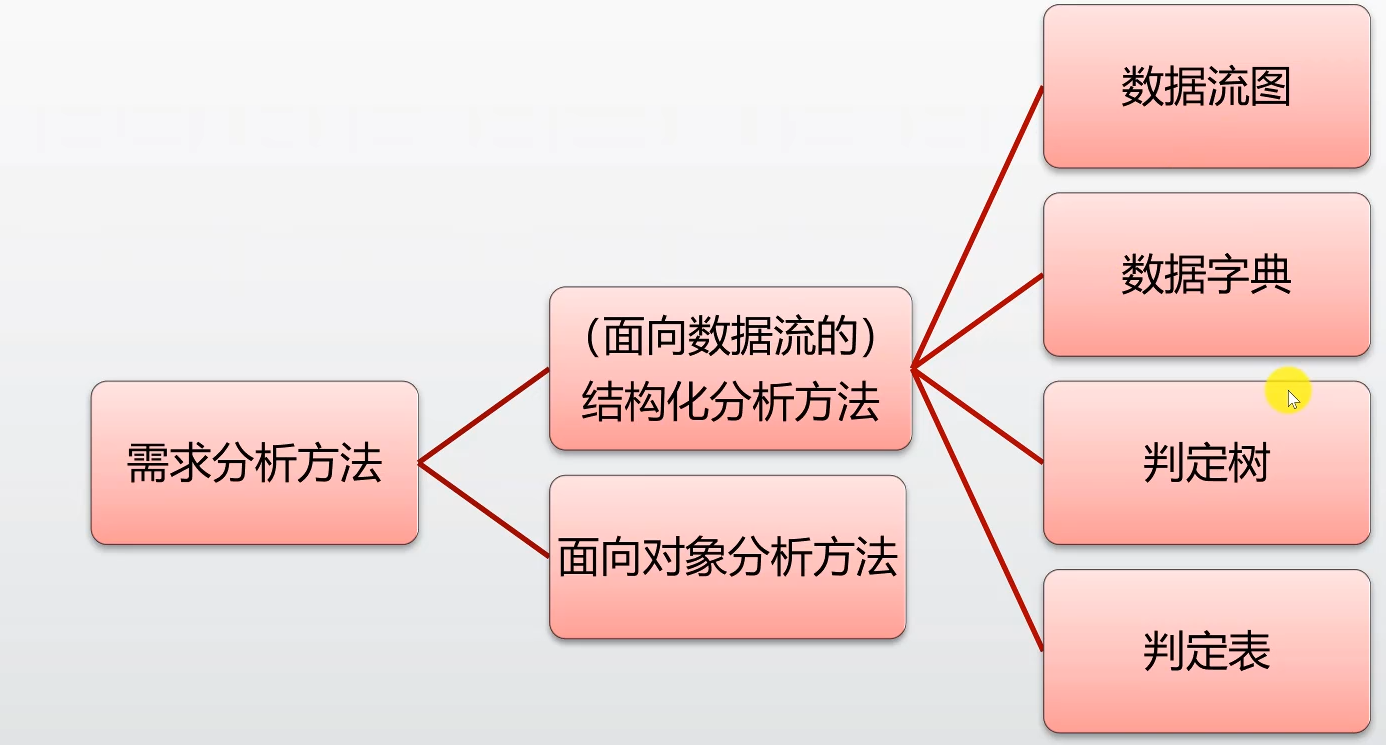 需求分析方法
（面向数据流的）
结构化分析方法
面向对象分析方法
数据流图
数据字典
判定树
判定表